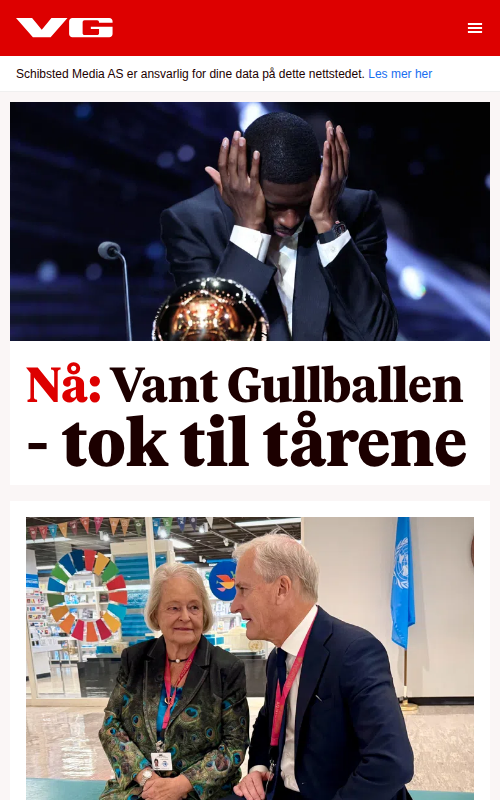 VG
Schibsted Media AS er ansvarlig for dine data på dette nettstedet. Les mer her
Nå: Vant Gullballen
- tok til tårene